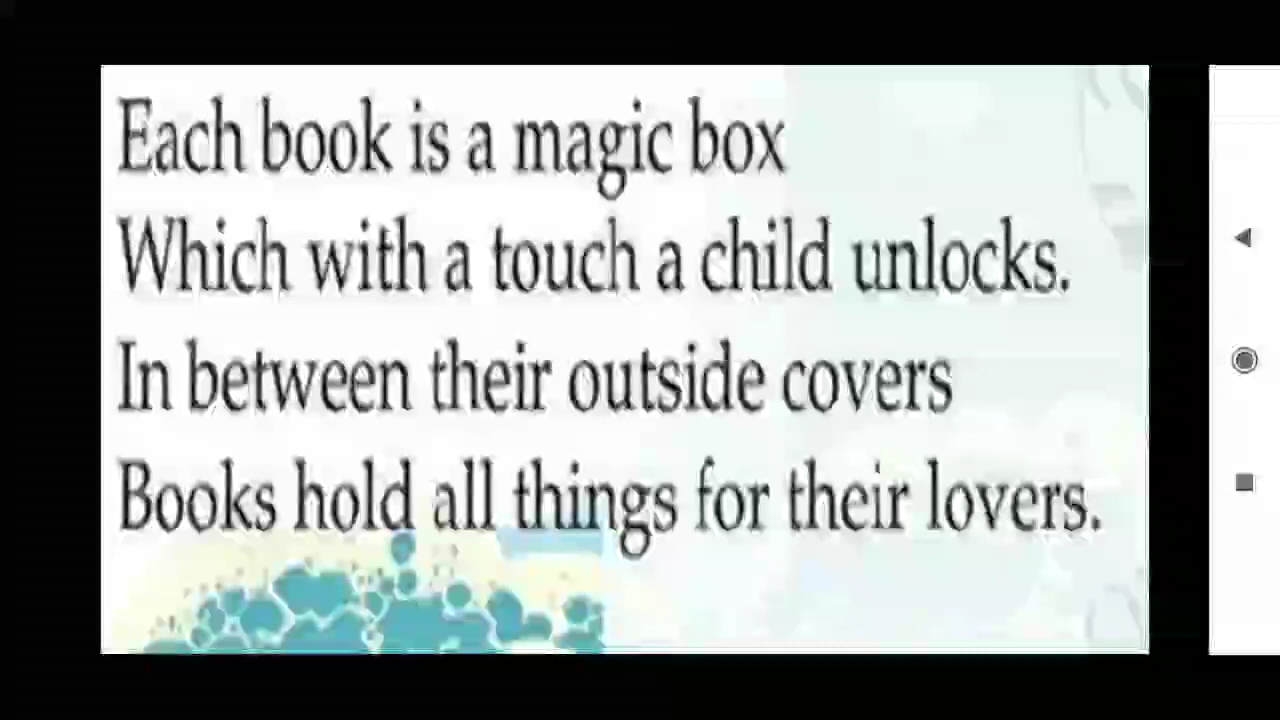 Each book is a magic box
Which with a touch a child unlocks.
In between their outside covers
Books hold all things for their lovers.